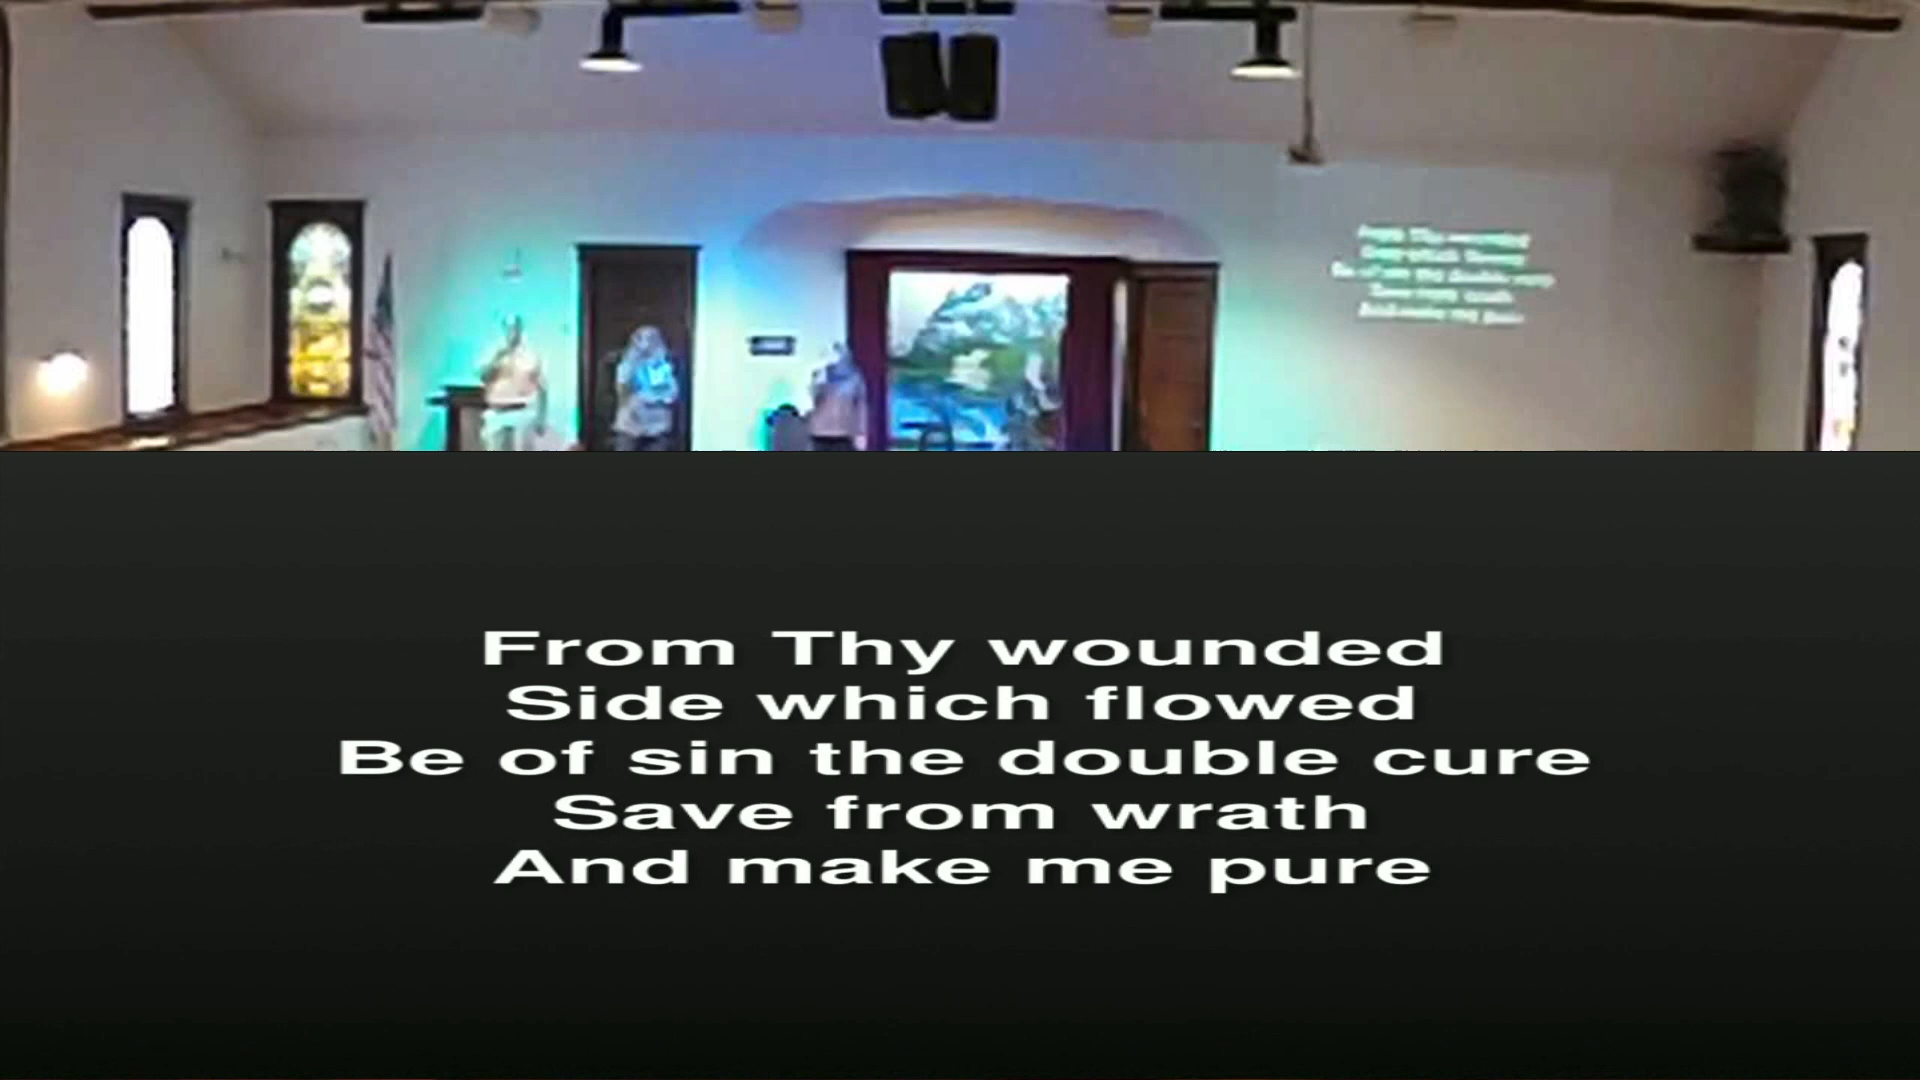 From Thy wounded
Side which flowed
Be of sin the double cure
Save from wrath
And make me pure